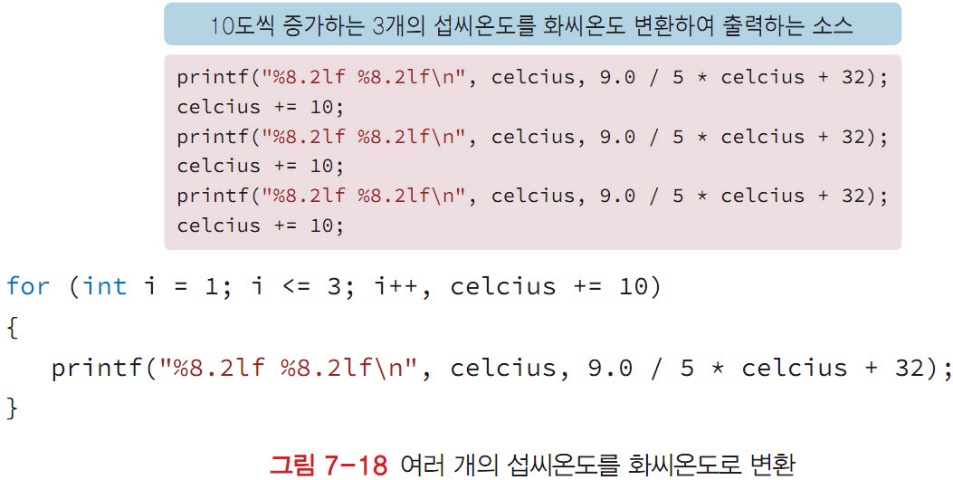 10도씩 증가하는 3개의 섭씨온도를 화씨온도 변환하여 출력하는 소스
printf("%8.2lf %8.2lf\n", celcius, 9.0 / 5 * celcius + 32);
celcius += 10;
printf("%8.2lf %8.2lf\n", celcius, 9.0 / 5 * celcius + 32);
celcius += 10;
printf("%8.2lf %8.2lf\n", celcius, 9.0 / 5 * celcius + 32);
celcius += 10;
for (int i = 1; i <= 3; i++, celcius += 10)
{
printf("%8.2lf %8.2lf\n", celcius, 9.0 / 5 * celcius + 32);
}
그림 7-18 여러 개의 섭씨온도를 화씨온도로 변환